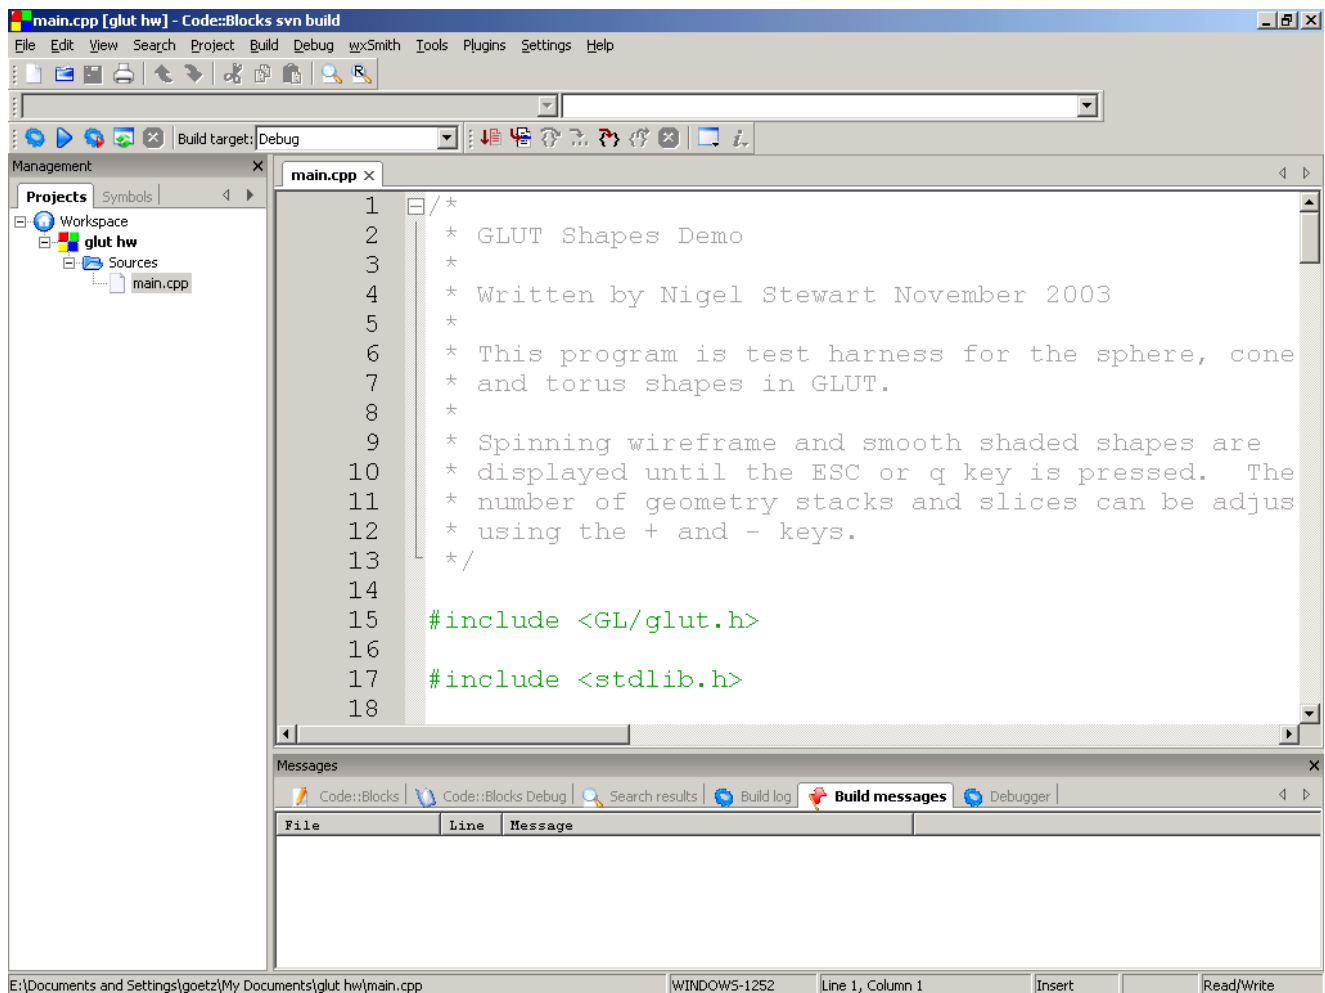 main.cpp [glut hw] - Code::Blocks svn build
File Edit View Search Project Build Debug wxSmith Tools Plugins Settings Help
Build target: Debug
Management
main.cpp
Projects Symbols
Workspace
glut hw
Sources
main.cpp
1 /*
2 * GLUT Shapes Demo
3 *
4 * Written by Nigel Stewart November 2003
5 *
6 * This program is test harness for the sphere, cone
7 * and torus shapes in GLUT.
8 *
9 * Spinning wireframe and smooth shaded shapes are
10 * displayed until the ESC or q key is pressed.  The
11 * number of geometry stacks and slices can be adjus
12 * using the + and - keys.
13 */
14
15 #include <GL/glut.h>
16
17 #include <stdlib.h>
18
Messages
Code::Blocks Code::Blocks Debug Search results Build log Build messages Debugger
File Line Message
E:\Documents and Settings\goetz\My Documents\glut hw\main.cpp WINDOWS-1252 Line 1, Column 1 Insert Read/Write